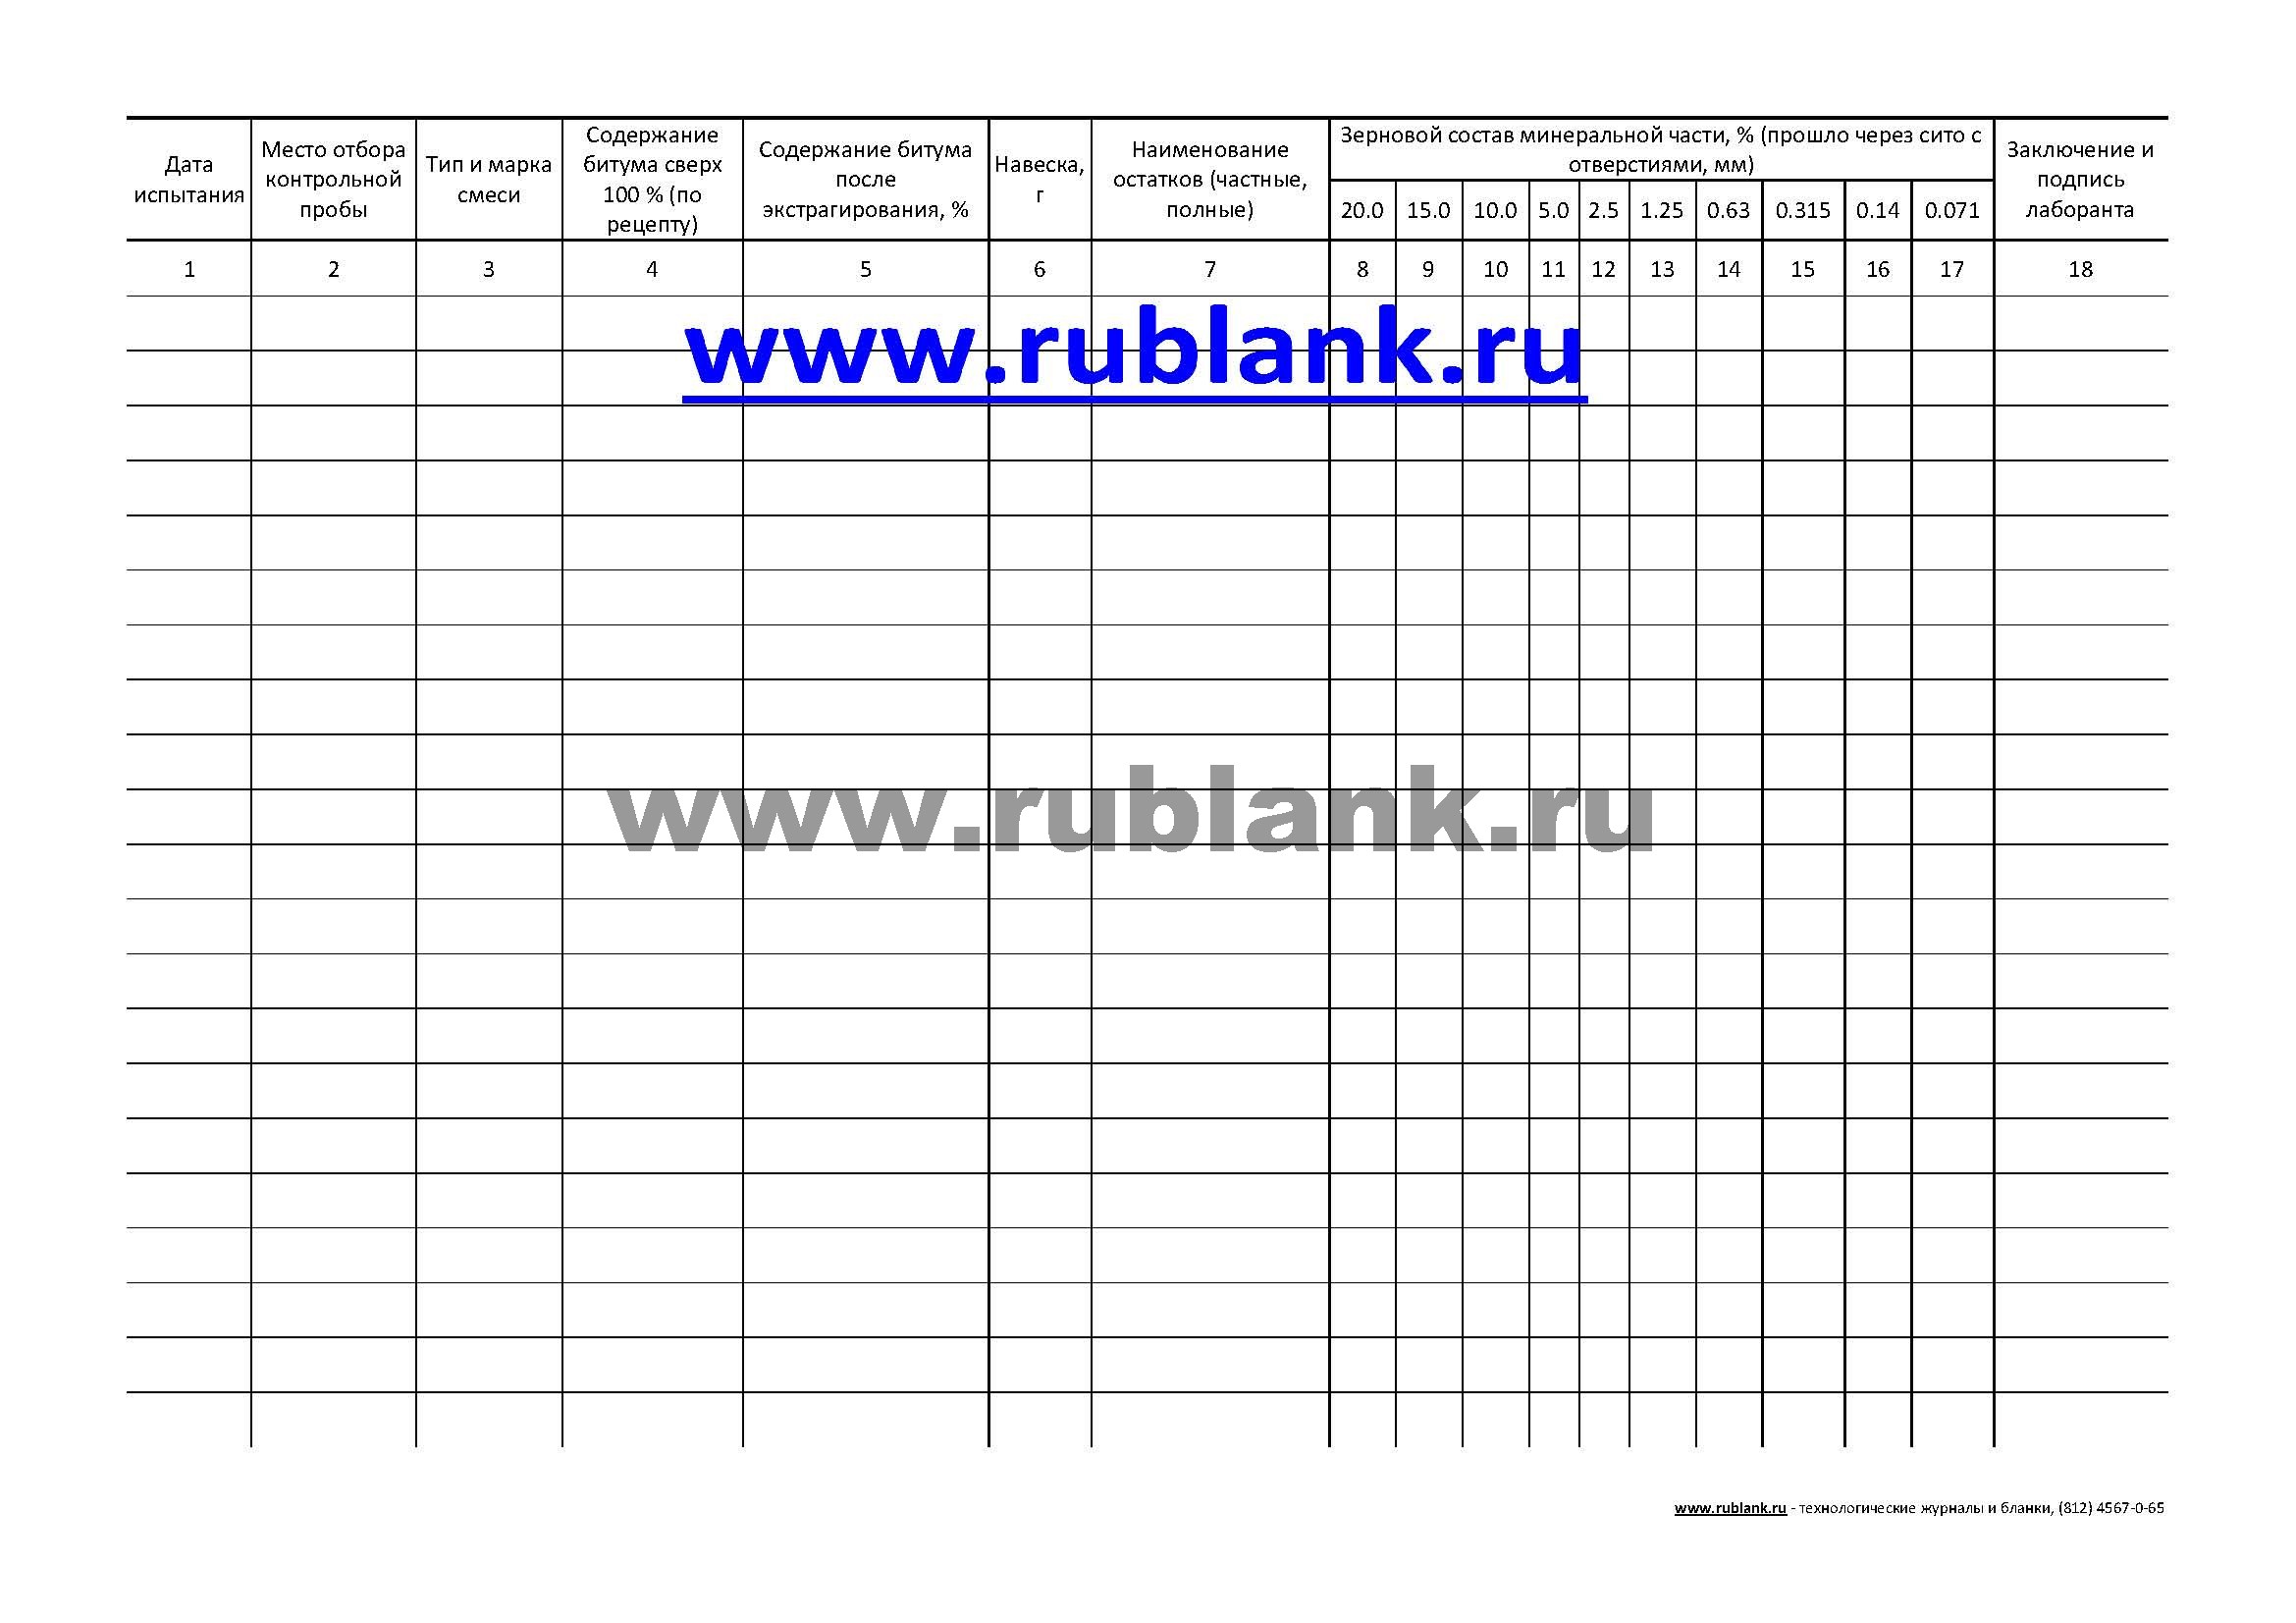 Дата
испытания
Место отбора
контрольной
пробы
Тип и марка
смеси
Содержание
битума сверх
100 % (по
рецепту)
Содержание битума
после
экстрагирования, %
Навеска,
г
Наименование
остатков (частные,
полные)
Зерновой состав минеральной части, % (прошло через сито с
отверстиями, мм)
20.0 15.0 10.0 5.0 2.5 1.25 0.63 0.315 0.14 0.071
Заключение и
подпись
лаборанта
1 2 3 4 5 6 7 8 9 10 11 12 13 14 15 16 17 18
www.rublank.ru
www.rublank.ru
www.rublank.ru - технологические журналы и бланки, (812) 4567-0-65